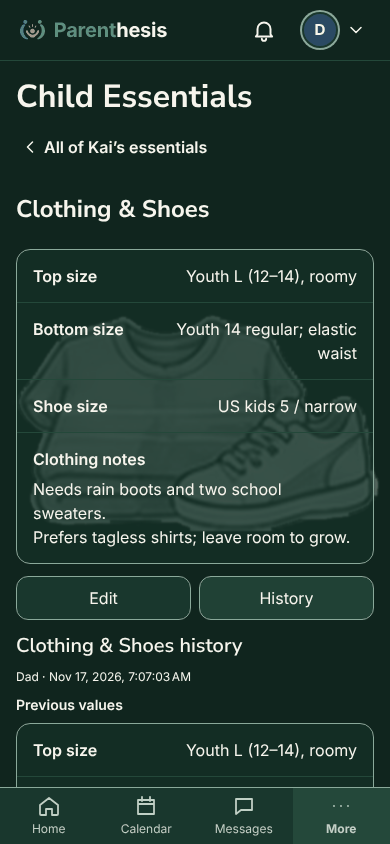 Parenthesis
D
Child Essentials
All of Kai’s essentials
Clothing & Shoes
Top size
Youth L (12–14), roomy
Bottom size
Youth 14 regular; elastic
waist
Shoe size
US kids 5 / narrow
Clothing notes
Needs rain boots and two school
sweaters.
Prefers tagless shirts; leave room to grow.
Edit
History
Clothing & Shoes history
Dad · Nov 17, 2026, 7:07:03 AM
Previous values
Top size
Youth L (12–14), roomy
Home
Calendar
Messages
More